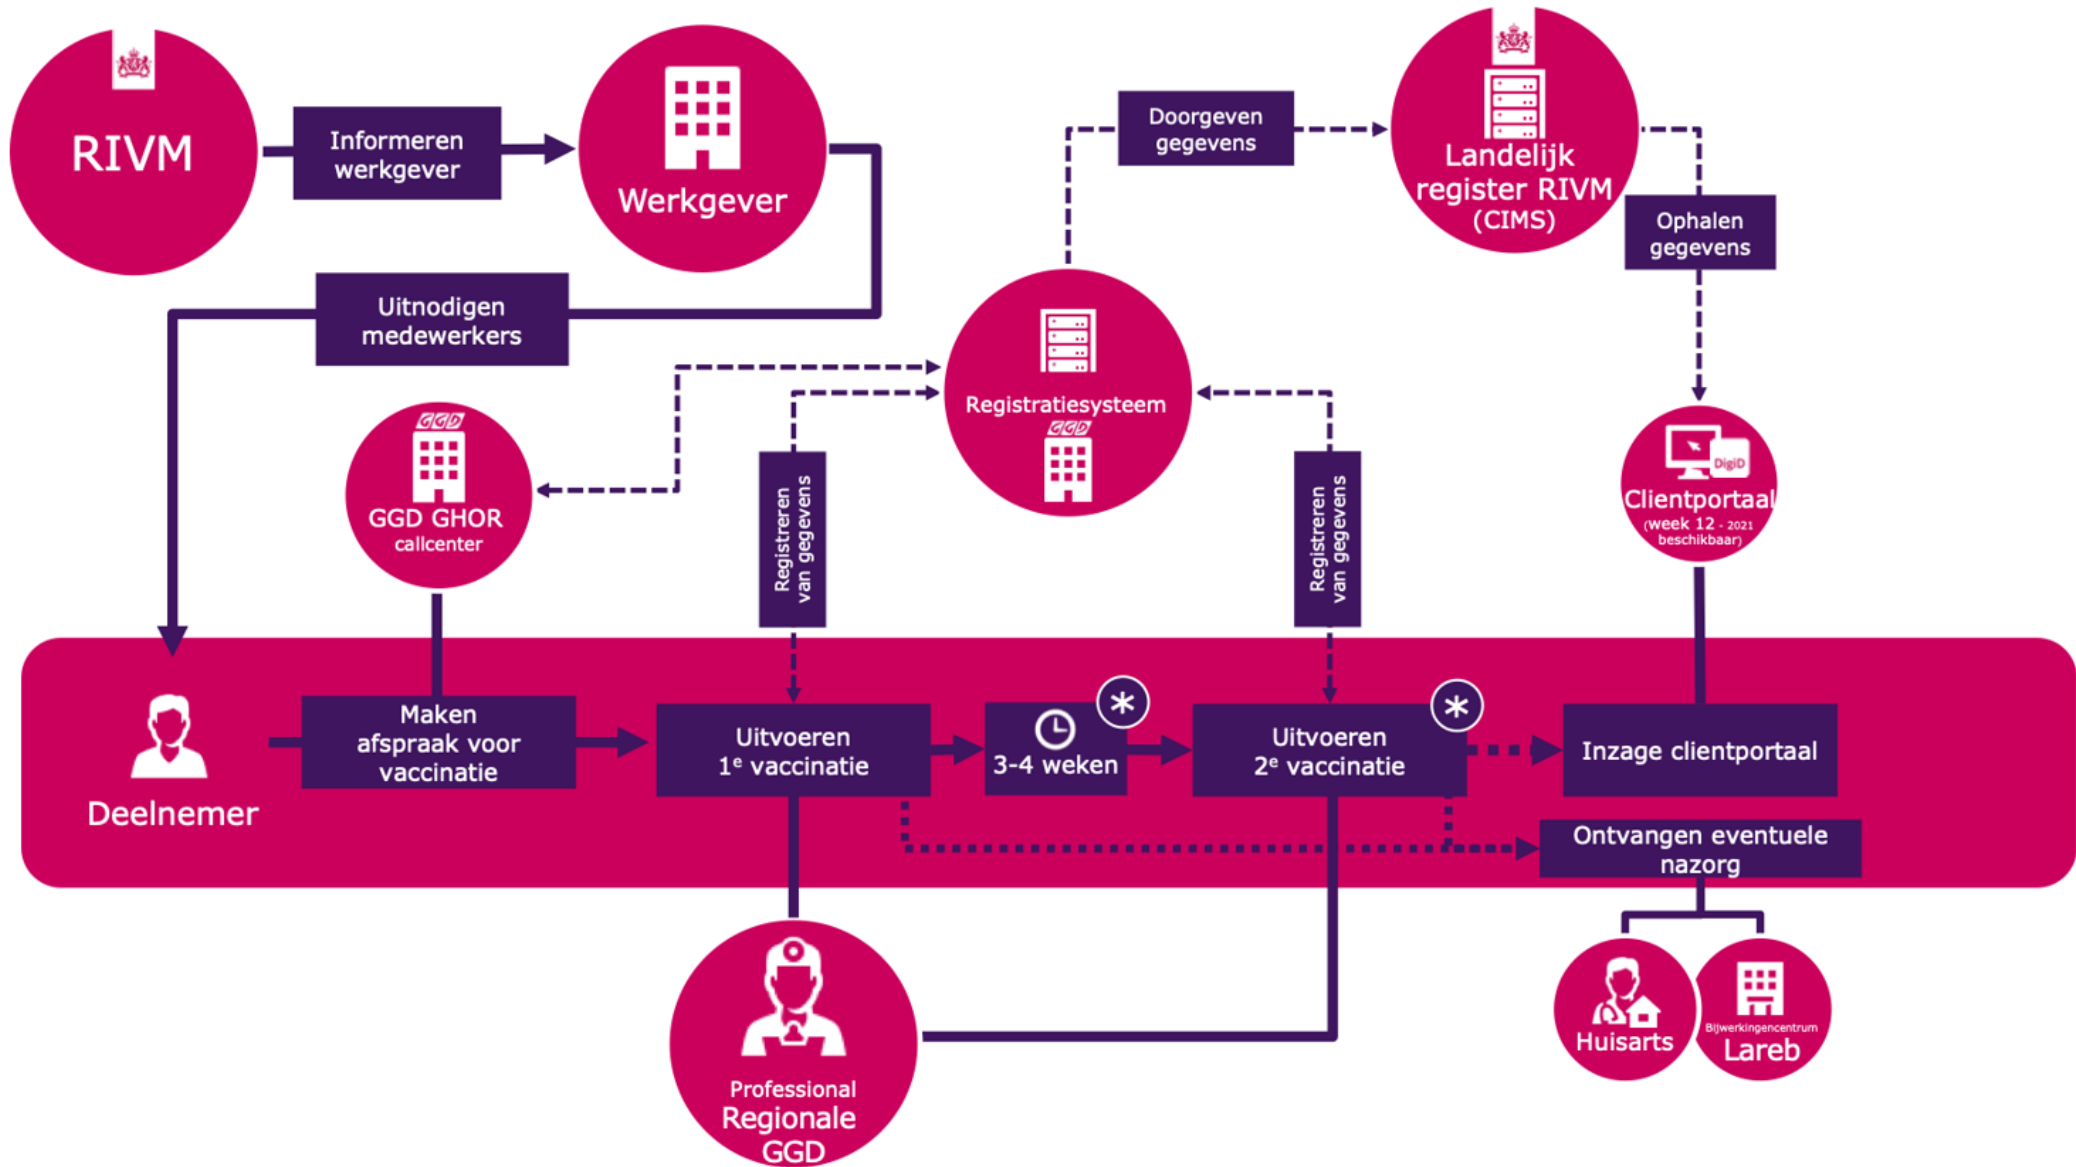 RIVM
Informeren
werkgever
Werkgever
Doorgeven
gegevens
Landelijk
register RIVM
(CIMS)
Ophalen
gegevens
Uitnodigen
medewerkers
Registratiesysteem
GGD
GGD
GGD GHOR
callcenter
Registreren
van gegevens
Registreren
van gegevens
DigiD
Clientportaal
(week 12 - 2021
beschikbaar)
Deelnemer
Maken
afspraak voor
vaccinatie
Uitvoeren
1e vaccinatie
*
3-4 weken
*
Uitvoeren
2e vaccinatie
Inzage clientportaal
Ontvangen eventuele
nazorg
Professional
Regionale
GGD
Huisarts
Bijwerkingencentrum
Lareb